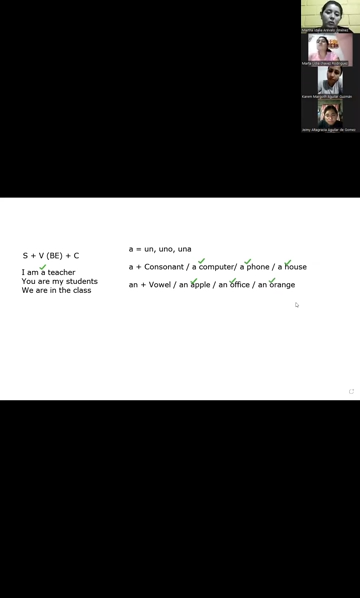 S + V (BE) + C
I am a teacher
You are my students
We are in the class
a = un, uno, una
a + Consonant / a computer/ a phone / a house
an + Vowel / an apple / an office / an orange